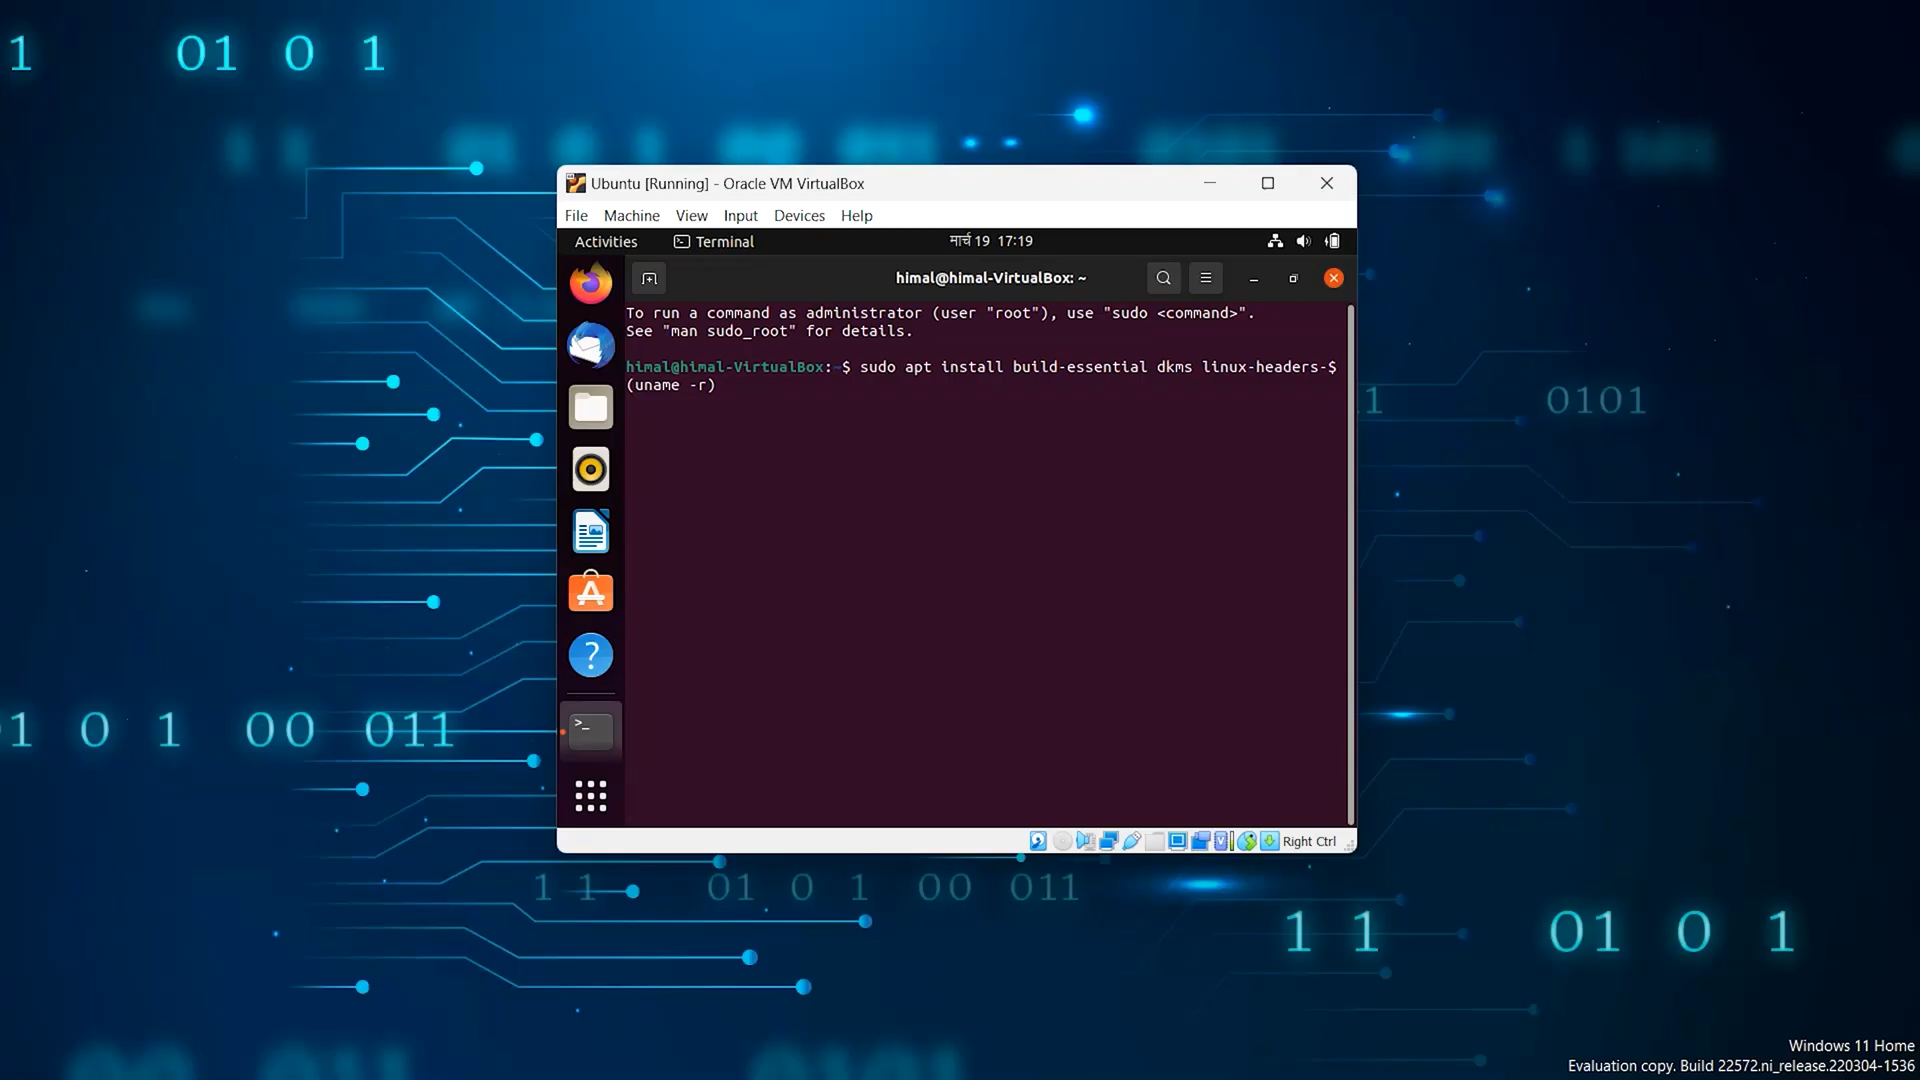 1 01 0 1
Ubuntu [Running] - Oracle VM VirtualBox
File Machine View Input Devices Help
Activities Terminal मार्च 19 17:19
himal@himal-VirtualBox: ~
To run a command as administrator (user "root"), use "sudo <command>".
See "man sudo_root" for details.
himal@himal-VirtualBox:~$ sudo apt install build-essential dkms linux-headers-$
(uname -r)
11 0101
01 0 1 00 011
Right Ctrl
1 1 01 0 1 00 011
1 1 01 0 1
Windows 11 Home
Evaluation copy. Build 22572.ni_release.220304-1536